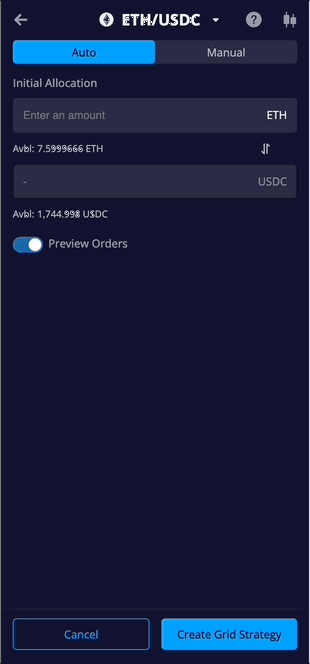 ETH/USDC
?
Auto Manual
Initial Allocation
Enter an amount ETH
Avbl: 7.5999666 ETH
- USDC
Avbl: 1,744.998 USDC
Preview Orders
Cancel Create Grid Strategy